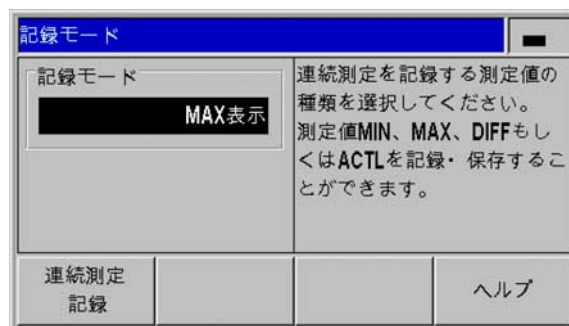 記録モード
記録モード
MAX表示
連続測定を記録する測定値の
種類を選択してください。
測定値MIN、MAX、DIFFもし
くはACTLを記録・ 保存するこ
とができます。
連続測定
記録
ヘルプ